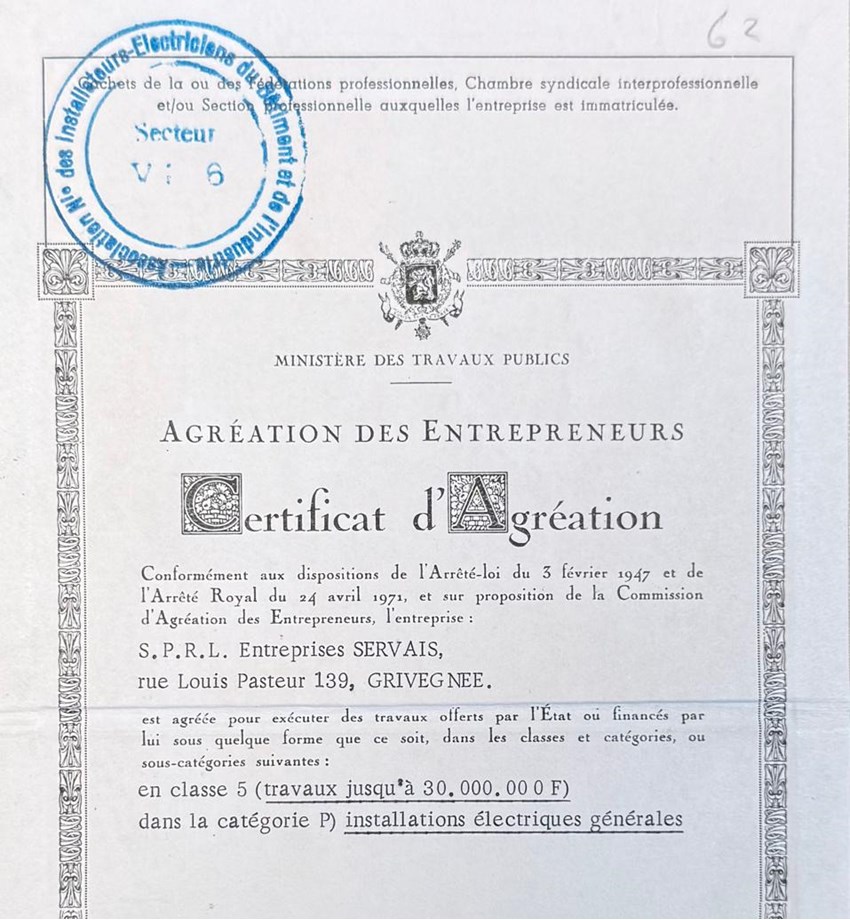 62
Cachets de la ou des Fédérations professionnelles, Chambre syndicale interprofessionnelle
et/ou Section professionnelle auxquelles l'entreprise est immatriculée.
Association Nle des Installateurs-Electriciens du Bâtiment et de l'Industrie
Secteur
VI 6
MINISTÈRE DES TRAVAUX PUBLICS
AGRÉATION DES ENTREPRENEURS
Certificat d'Agréation
Conformément aux dispositions de l'Arrêté-loi du 3 février 1947 et de
l'Arrêté Royal du 24 avril 1971, et sur proposition de la Commission
d'Agréation des Entrepreneurs, l'entreprise :
S.P.R.L. Entreprises SERVAIS,
rue Louis Pasteur 139, GRIVEGNEE.
est agréée pour exécuter des travaux offerts par l'État ou financés par
lui sous quelque forme que ce soit, dans les classes et catégories, ou
sous-catégories suivantes :
en classe 5 (travaux jusqu'à 30.000.000 F)
dans la catégorie P) installations électriques générales